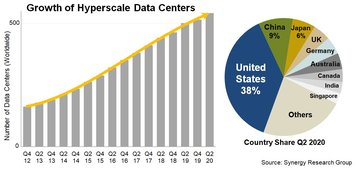 Growth of Hyperscale Data Centers
Number of Data Centers (Worldwide)
500
0
Q4 12
Q2 13
Q4 13
Q2 14
Q4 14
Q2 15
Q4 15
Q2 16
Q4 16
Q2 17
Q4 17
Q2 18
Q4 18
Q2 19
Q4 19
Q2 20
China
9%
Japan
6%
UK
Germany
Australia
Canada
India
Singapore
Others
United
States
38%
Country Share Q2 2020
Source: Synergy Research Group